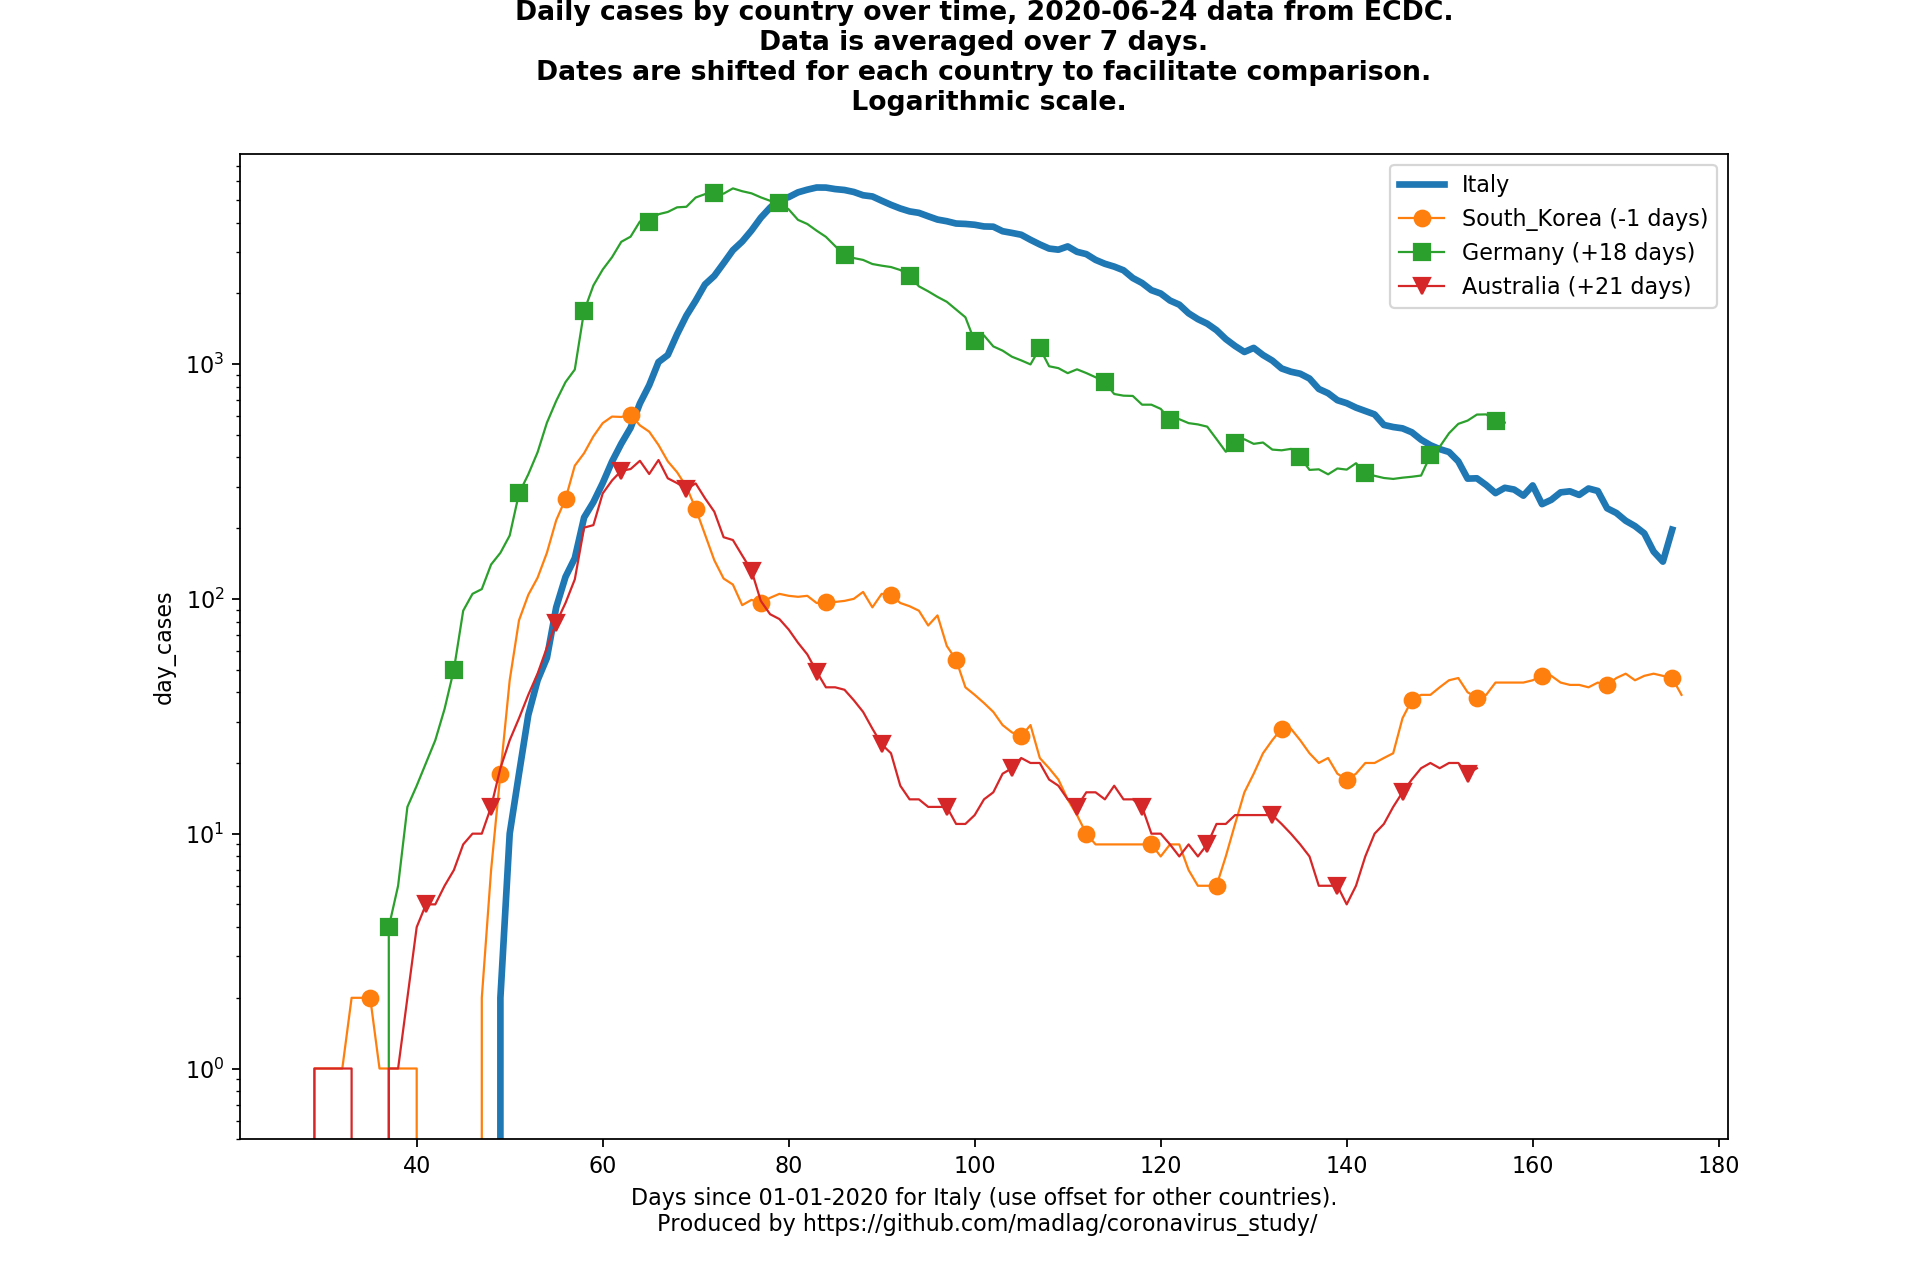 Daily cases by country over time, 2020-06-24 data from ECDC.
Data is averaged over 7 days.
Dates are shifted for each country to facilitate comparison.
Logarithmic scale.
Italy
South_Korea (-1 days)
Germany (+18 days)
Australia (+21 days)
day_cases
10³
10²
10¹
10⁰
40 60 80 100 120 140 160 180
Days since 01-01-2020 for Italy (use offset for other countries).
Produced by https://github.com/madlag/coronavirus_study/